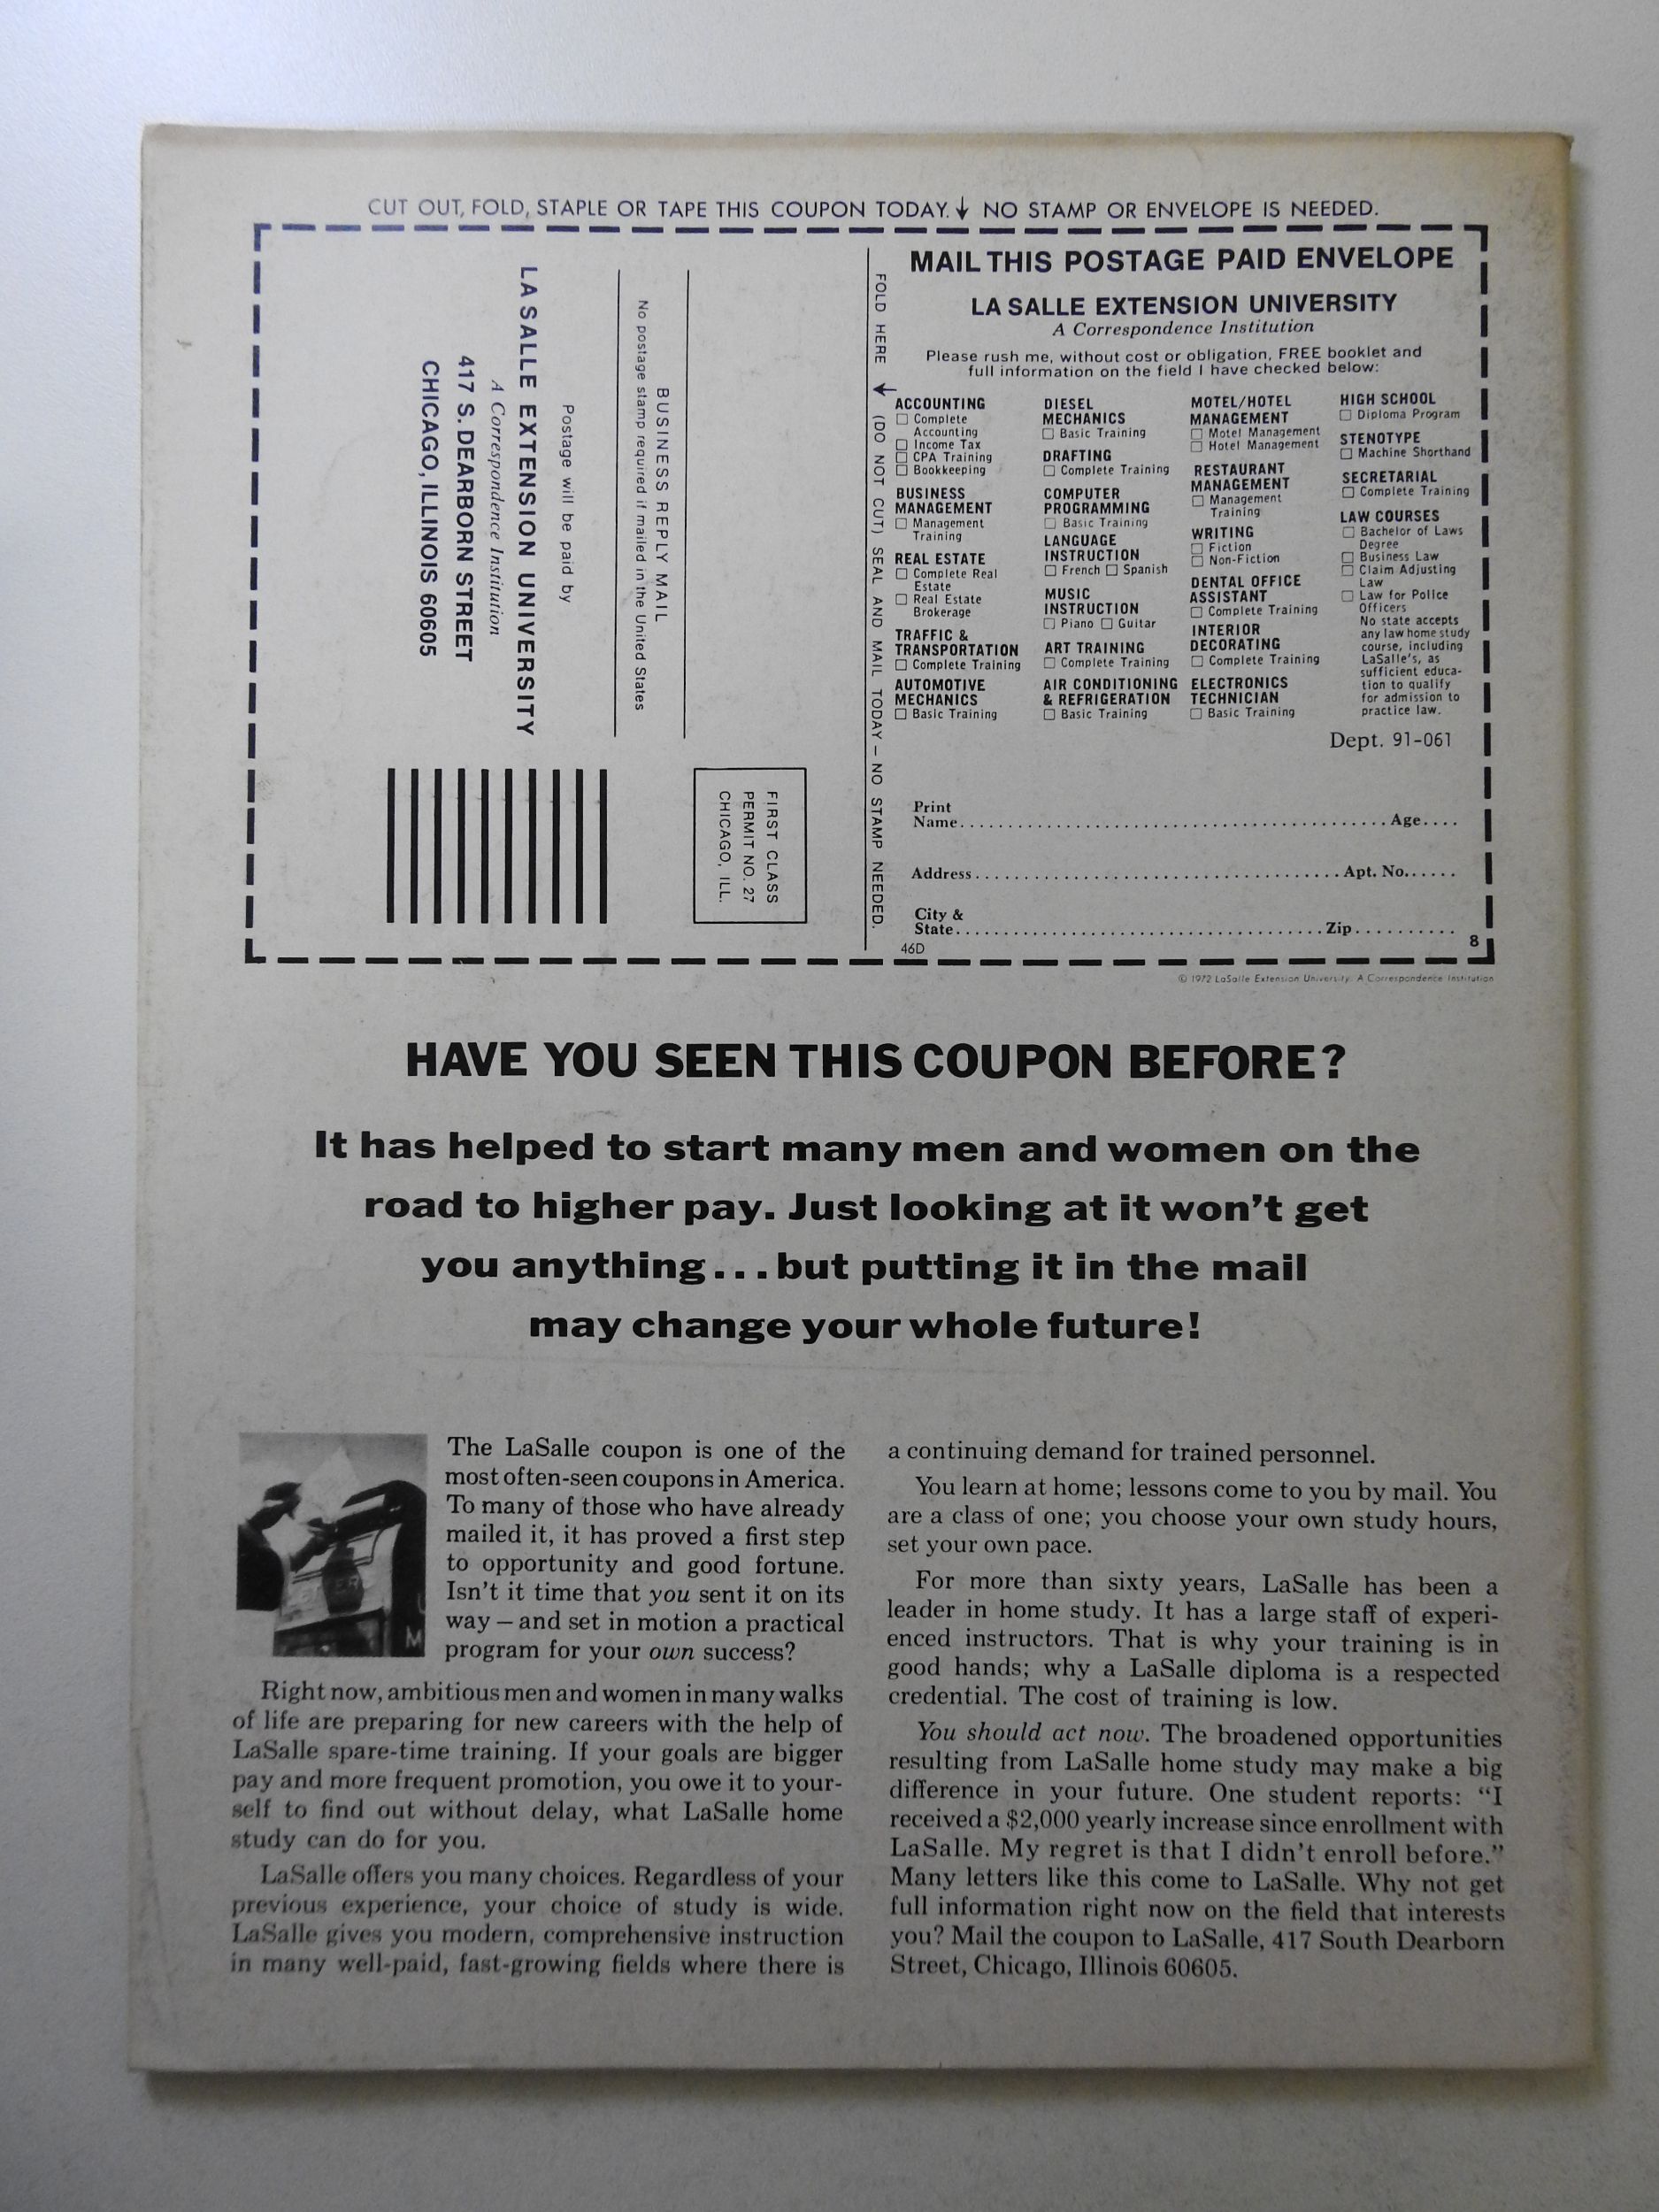 CUT OUT, FOLD, STAPLE OR TAPE THIS COUPON TODAY.↓ NO STAMP OR ENVELOPE IS NEEDED.
FIRST CLASS
PERMIT NO. 27
CHICAGO, ILL.
BUSINESS REPLY MAIL
No postage stamp required if mailed in the United States
Postage will be paid by
LA SALLE EXTENSION UNIVERSITY
A Correspondence Institution
417 S. DEARBORN STREET
CHICAGO, ILLINOIS 60605
FOLD HERE ↓ (DO NOT CUT) SEAL AND MAIL TODAY — NO STAMP NEEDED.
MAIL THIS POSTAGE PAID ENVELOPE
LA SALLE EXTENSION UNIVERSITY
A Correspondence Institution
Please rush me, without cost or obligation, FREE booklet and
full information on the field I have checked below:
ACCOUNTING
☐ Complete
Accounting
☐ Income Tax
☐ CPA Training
☐ Bookkeeping
BUSINESS
MANAGEMENT
☐ Management
Training
REAL ESTATE
☐ Complete Real
Estate
☐ Real Estate
Brokerage
TRAFFIC &
TRANSPORTATION
☐ Complete Training
AUTOMOTIVE
MECHANICS
☐ Basic Training
DIESEL
MECHANICS
☐ Basic Training
DRAFTING
☐ Complete Training
COMPUTER
PROGRAMMING
☐ Basic Training
LANGUAGE
INSTRUCTION
☐ French ☐ Spanish
MUSIC
INSTRUCTION
☐ Piano ☐ Guitar
ART TRAINING
☐ Complete Training
AIR CONDITIONING
& REFRIGERATION
☐ Basic Training
MOTEL/HOTEL
MANAGEMENT
☐ Motel Management
☐ Hotel Management
RESTAURANT
MANAGEMENT
☐ Management
Training
WRITING
☐ Fiction
☐ Non-Fiction
DENTAL OFFICE
ASSISTANT
☐ Complete Training
INTERIOR
DECORATING
☐ Complete Training
ELECTRONICS
TECHNICIAN
☐ Basic Training
HIGH SCHOOL
☐ Diploma Program
STENOTYPE
☐ Machine Shorthand
SECRETARIAL
☐ Complete Training
LAW COURSES
☐ Bachelor of Laws
Degree
☐ Business Law
☐ Claim Adjusting
Law
☐ Law for Police
Officers
No state accepts
any law home study
course, including
LaSalle's, as
sufficient educa-
tion to qualify
for admission to
practice law.
Dept. 91-061
Print
Name............................................Age....
Address.....................................Apt. No......
City &
State.....................................Zip..........
46D
8
© 1972 LaSalle Extension University. A Correspondence Institution
HAVE YOU SEEN THIS COUPON BEFORE?
It has helped to start many men and women on the
road to higher pay. Just looking at it won't get
you anything...but putting it in the mail
may change your whole future!
The LaSalle coupon is one of the
most often-seen coupons in America.
To many of those who have already
mailed it, it has proved a first step
to opportunity and good fortune.
Isn't it time that you sent it on its
way – and set in motion a practical
program for your own success?
Right now, ambitious men and women in many walks
of life are preparing for new careers with the help of
LaSalle spare-time training. If your goals are bigger
pay and more frequent promotion, you owe it to your-
self to find out without delay, what LaSalle home
study can do for you.
LaSalle offers you many choices. Regardless of your
previous experience, your choice of study is wide.
LaSalle gives you modern, comprehensive instruction
in many well-paid, fast-growing fields where there is
a continuing demand for trained personnel.
You learn at home; lessons come to you by mail. You
are a class of one; you choose your own study hours,
set your own pace.
For more than sixty years, LaSalle has been a
leader in home study. It has a large staff of experi-
enced instructors. That is why your training is in
good hands; why a LaSalle diploma is a respected
credential. The cost of training is low.
You should act now. The broadened opportunities
resulting from LaSalle home study may make a big
difference in your future. One student reports: "I
received a $2,000 yearly increase since enrollment with
LaSalle. My regret is that I didn't enroll before."
Many letters like this come to LaSalle. Why not get
full information right now on the field that interests
you? Mail the coupon to LaSalle, 417 South Dearborn
Street, Chicago, Illinois 60605.